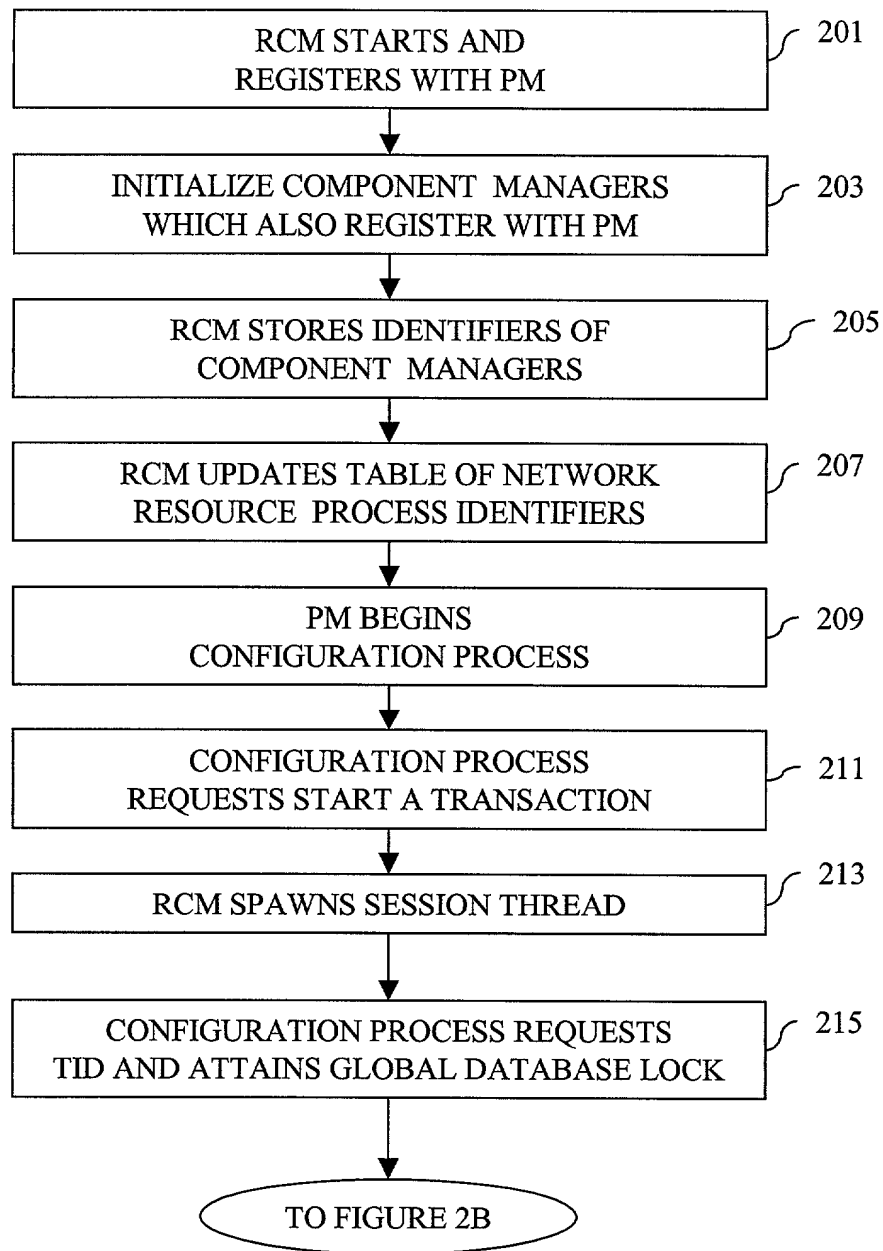 RCM STARTS AND
REGISTERS WITH PM
201
INITIALIZE COMPONENT MANAGERS
WHICH ALSO REGISTER WITH PM
203
RCM STORES IDENTIFIERS OF
COMPONENT MANAGERS
205
RCM UPDATES TABLE OF NETWORK
RESOURCE PROCESS IDENTIFIERS
207
PM BEGINS
CONFIGURATION PROCESS
209
CONFIGURATION PROCESS
REQUESTS START A TRANSACTION
211
RCM SPAWNS SESSION THREAD
213
CONFIGURATION PROCESS REQUESTS
TID AND ATTAINS GLOBAL DATABASE LOCK
215
TO FIGURE 2B